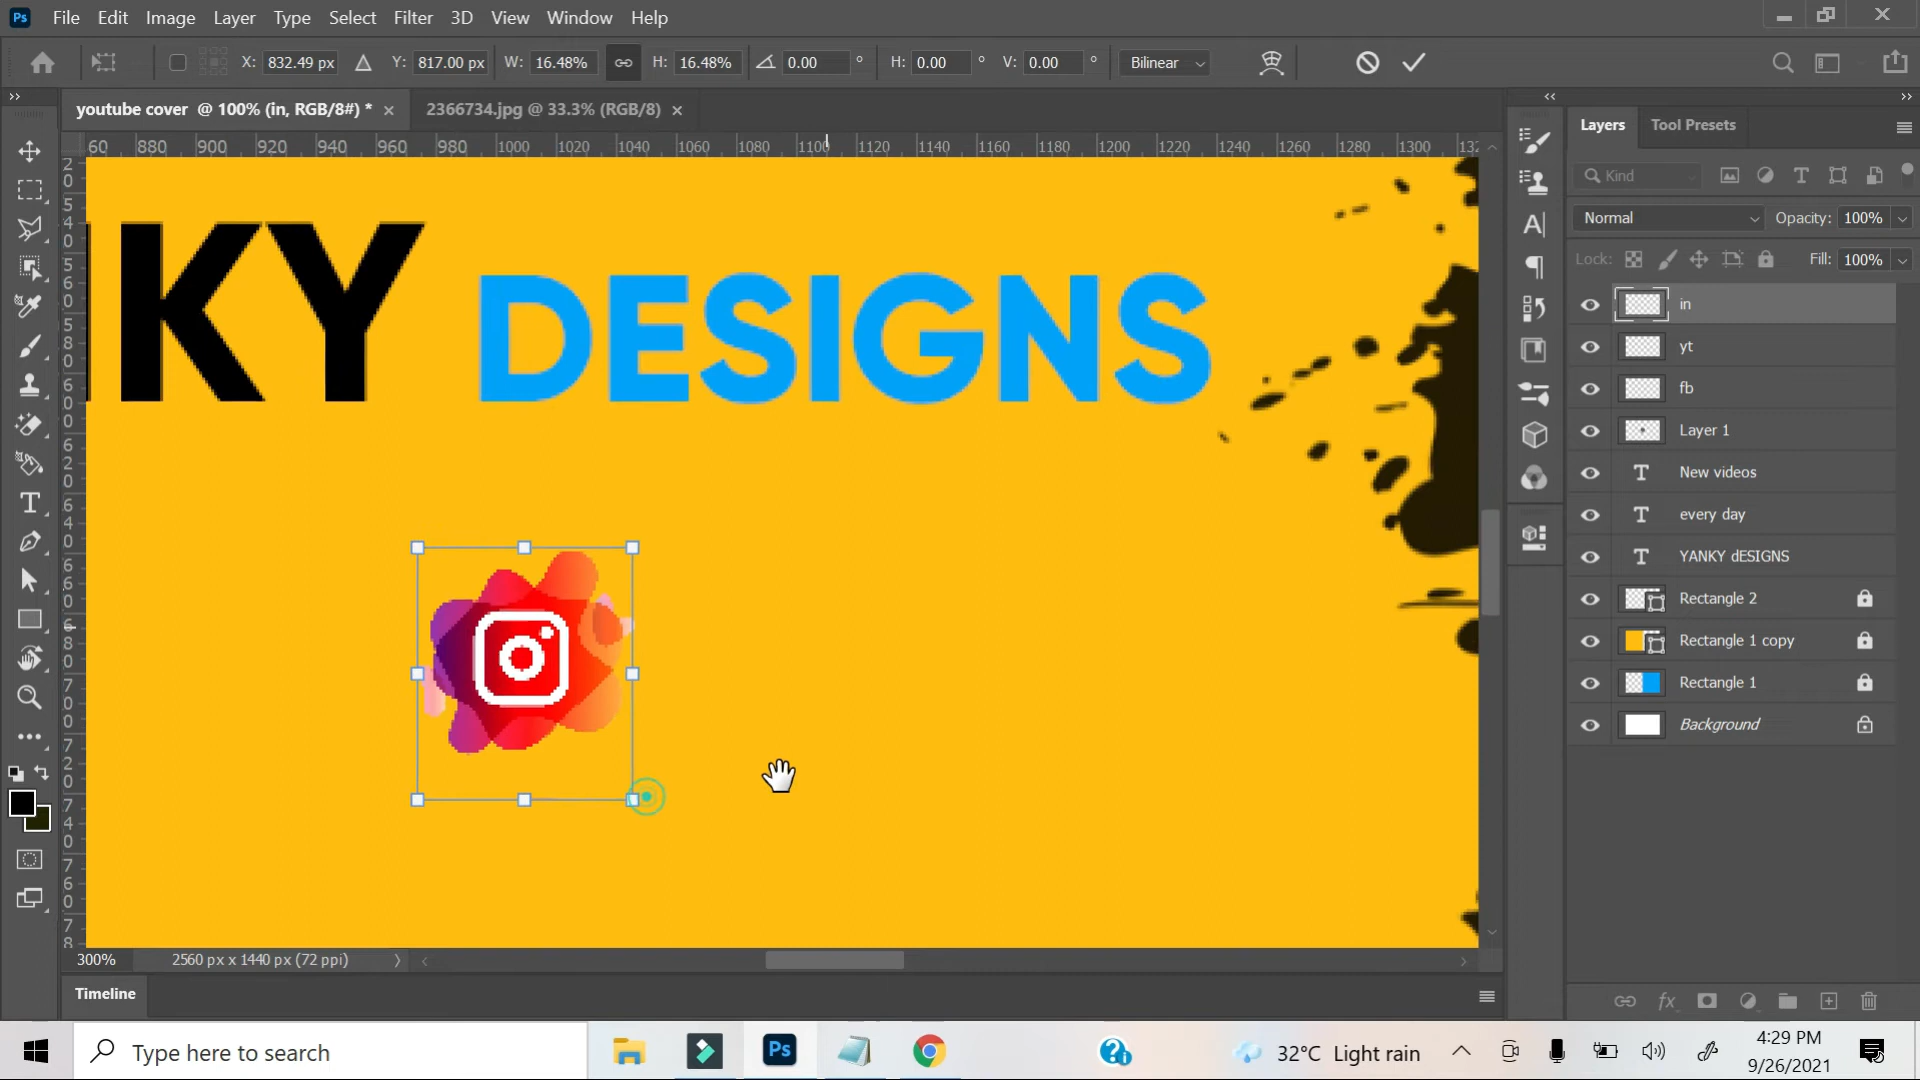 Ps File Edit Image Layer Type Select Filter 3D View Window Help
X: 832.49 px Y: 817.00 px W: 16.48% H: 16.48% 0.00 ° H: 0.00 ° V: 0.00 ° Bilinear
youtube cover @ 100% (in, RGB/8#) * × 2366734.jpg @ 33.3% (RGB/8) ×
60 880 900 920 940 960 980 1000 1020 1040 1060 1080 1100 1120 1140 1160 1180 1200 1220 1240 1260 1280 1300 132
KY DESIGNS
300% 2560 px x 1440 px (72 ppi)
Timeline
Layers Tool Presets
Kind
Normal Opacity: 100%
Lock: Fill: 100%
in
yt
fb
Layer 1
New videos
every day
YANKY dESIGNS
Rectangle 2
Rectangle 1 copy
Rectangle 1
Background
Type here to search
Ps
32°C Light rain
4:29 PM
9/26/2021